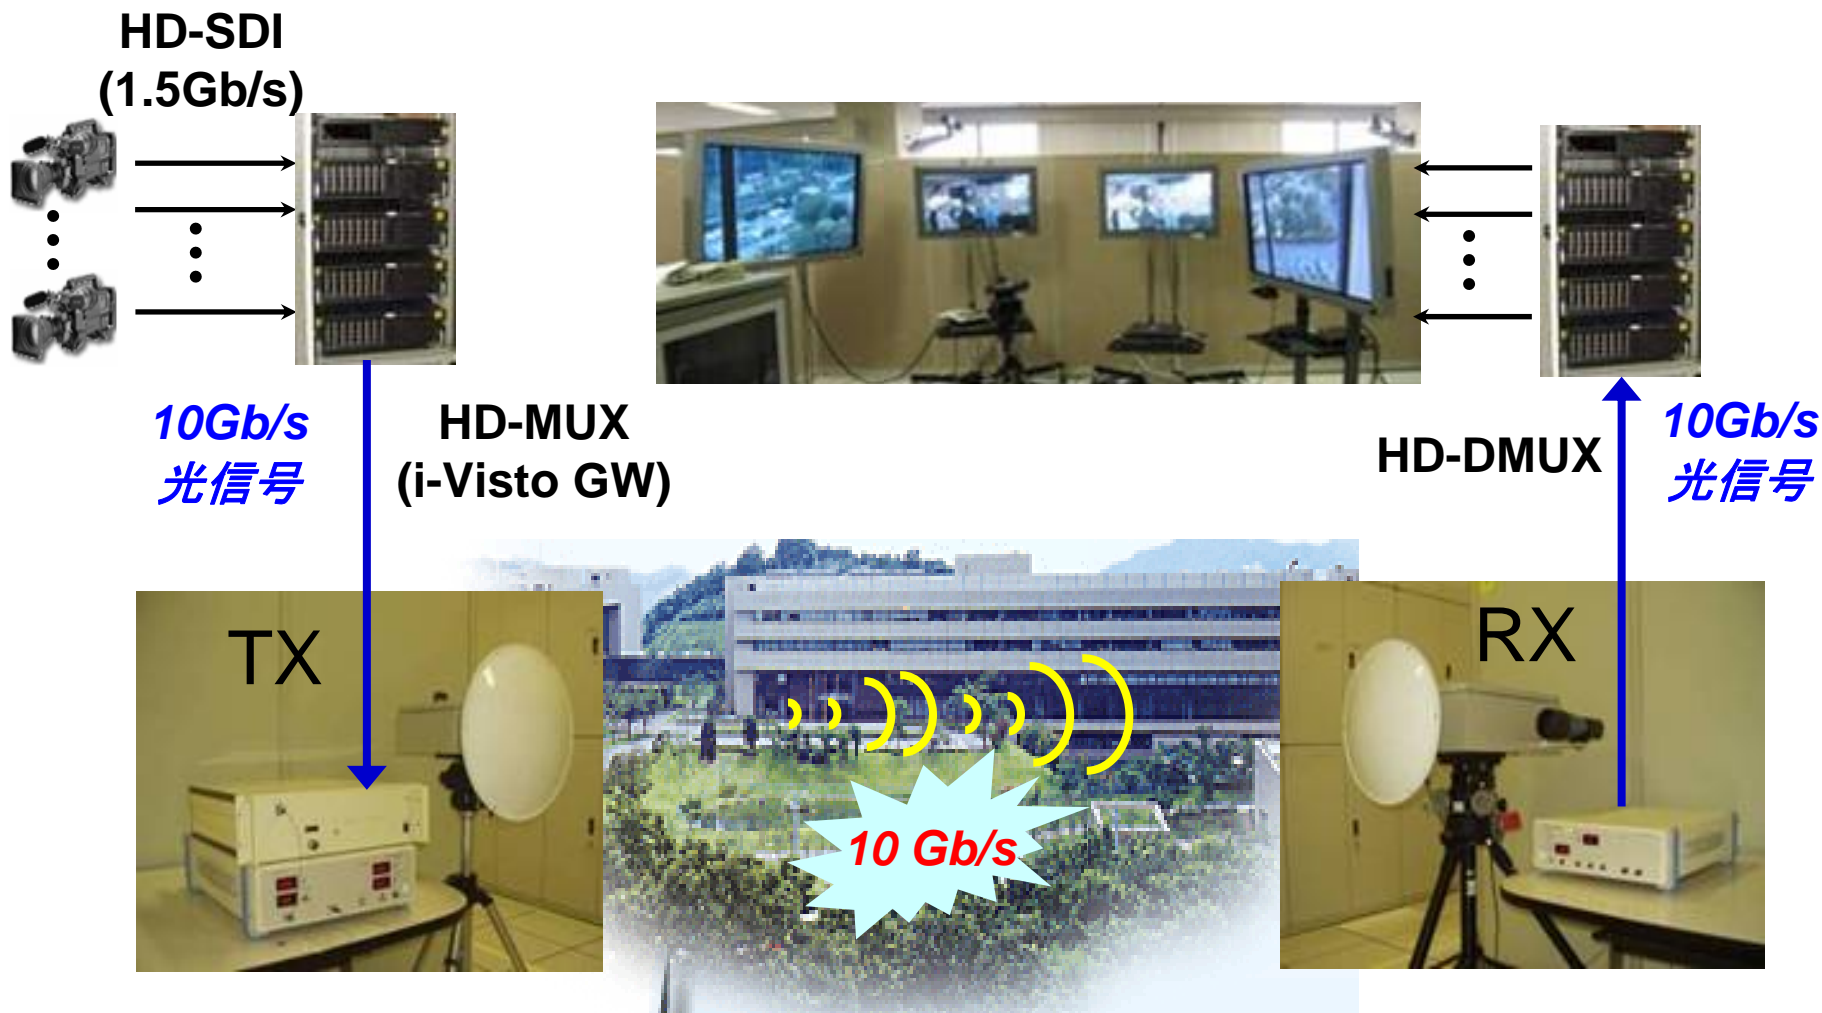 HD-SDI
(1.5Gb/s)
10Gb/s
光信号
HD-MUX
(i-Visto GW)
HD-DMUX
10Gb/s
光信号
TX
RX
10 Gb/s